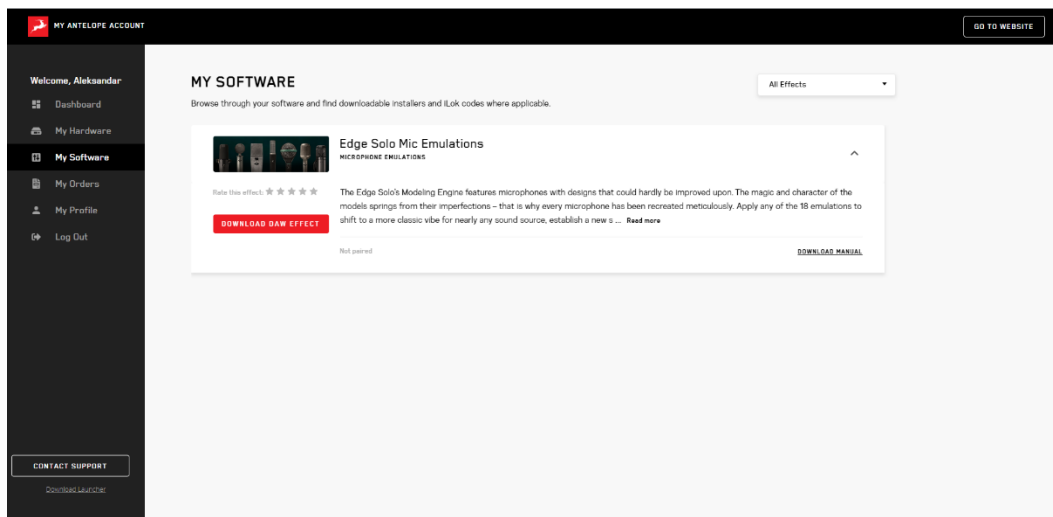 MY ANTELOPE ACCOUNT
GO TO WEBSITE
Welcome, Aleksandar
Dashboard
My Hardware
My Software
My Orders
My Profile
Log Out
CONTACT SUPPORT
Download Launcher
MY SOFTWARE
All Effects
Browse through your software and find downloadable installers and iLok codes where applicable.
Edge Solo Mic Emulations
MICROPHONE EMULATIONS
Rate this effect:
DOWNLOAD DAW EFFECT
The Edge Solo's Modeling Engine features microphones with designs that could hardly be improved upon. The magic and character of the
models springs from their imperfections – that is why every microphone has been recreated meticulously. Apply any of the 18 emulations to
shift to a more classic vibe for nearly any sound source, establish a new s ... Read more
Not paired
DOWNLOAD MANUAL